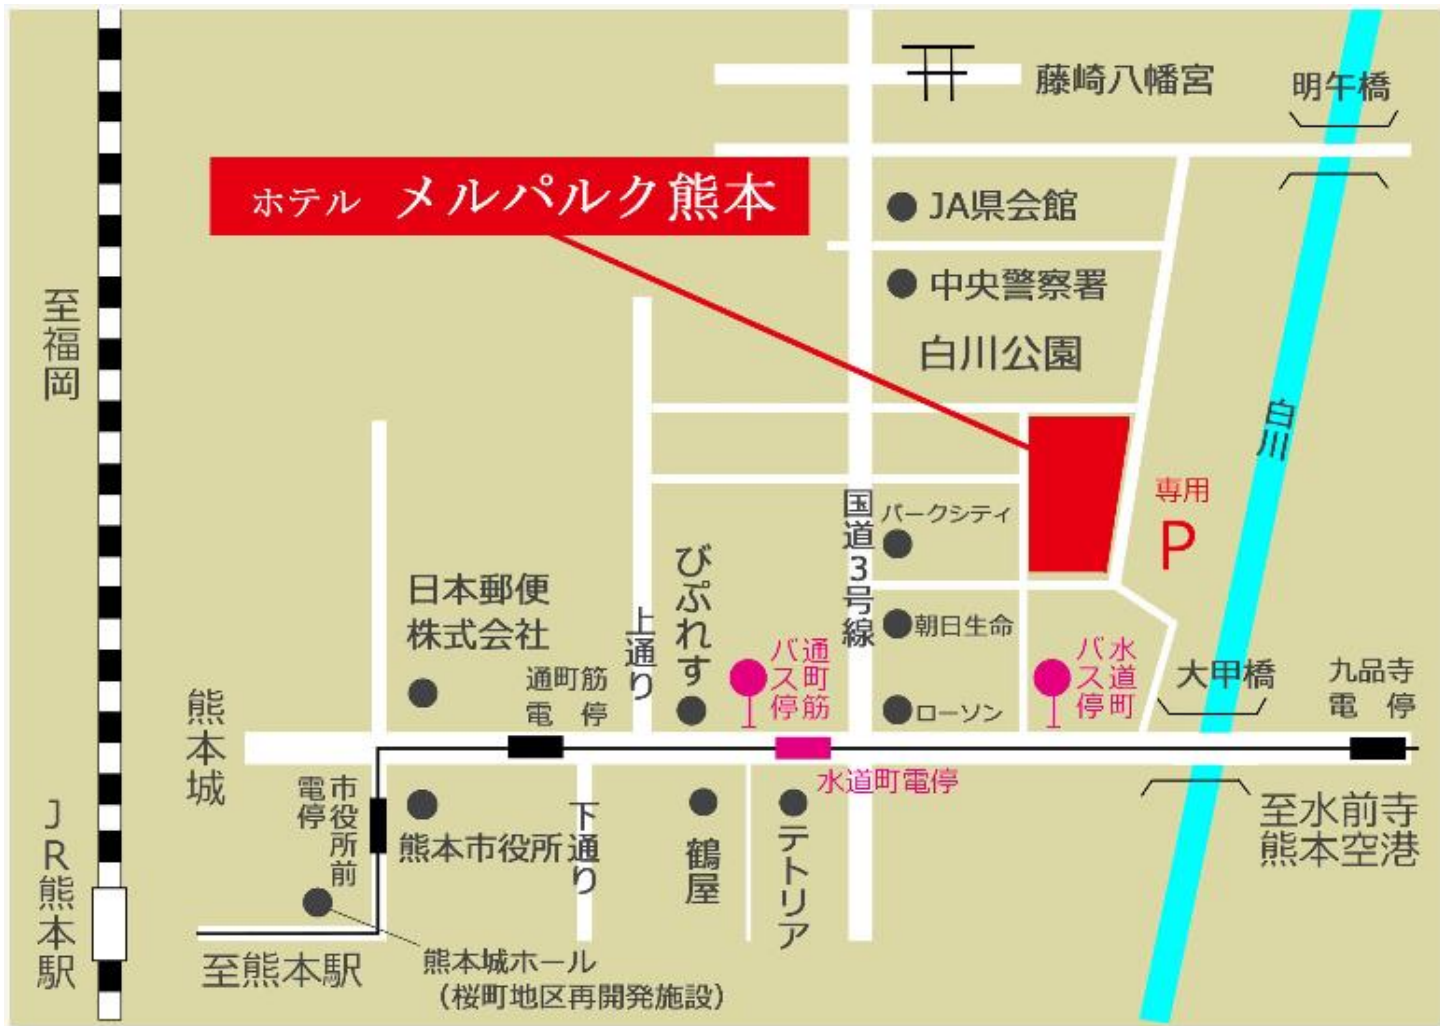 藤崎八幡宮
明午橋
ホテル メルパルク熊本
JA県会館
中央警察署
白川公園
至福岡
白川
専用
P
国道3号線
パークシティ
びぷれす
日本郵便
株式会社
上通り
朝日生命
通町筋
バス停
水道町
バス停
通町筋
電 停
大甲橋
九品寺
電 停
熊本城
ローソン
水道町電停
市役所前
電停
熊本市役所
下通り
鶴屋
テトリア
至水前寺
熊本空港
JR熊本駅
至熊本駅
熊本城ホール
(桜町地区再開発施設)